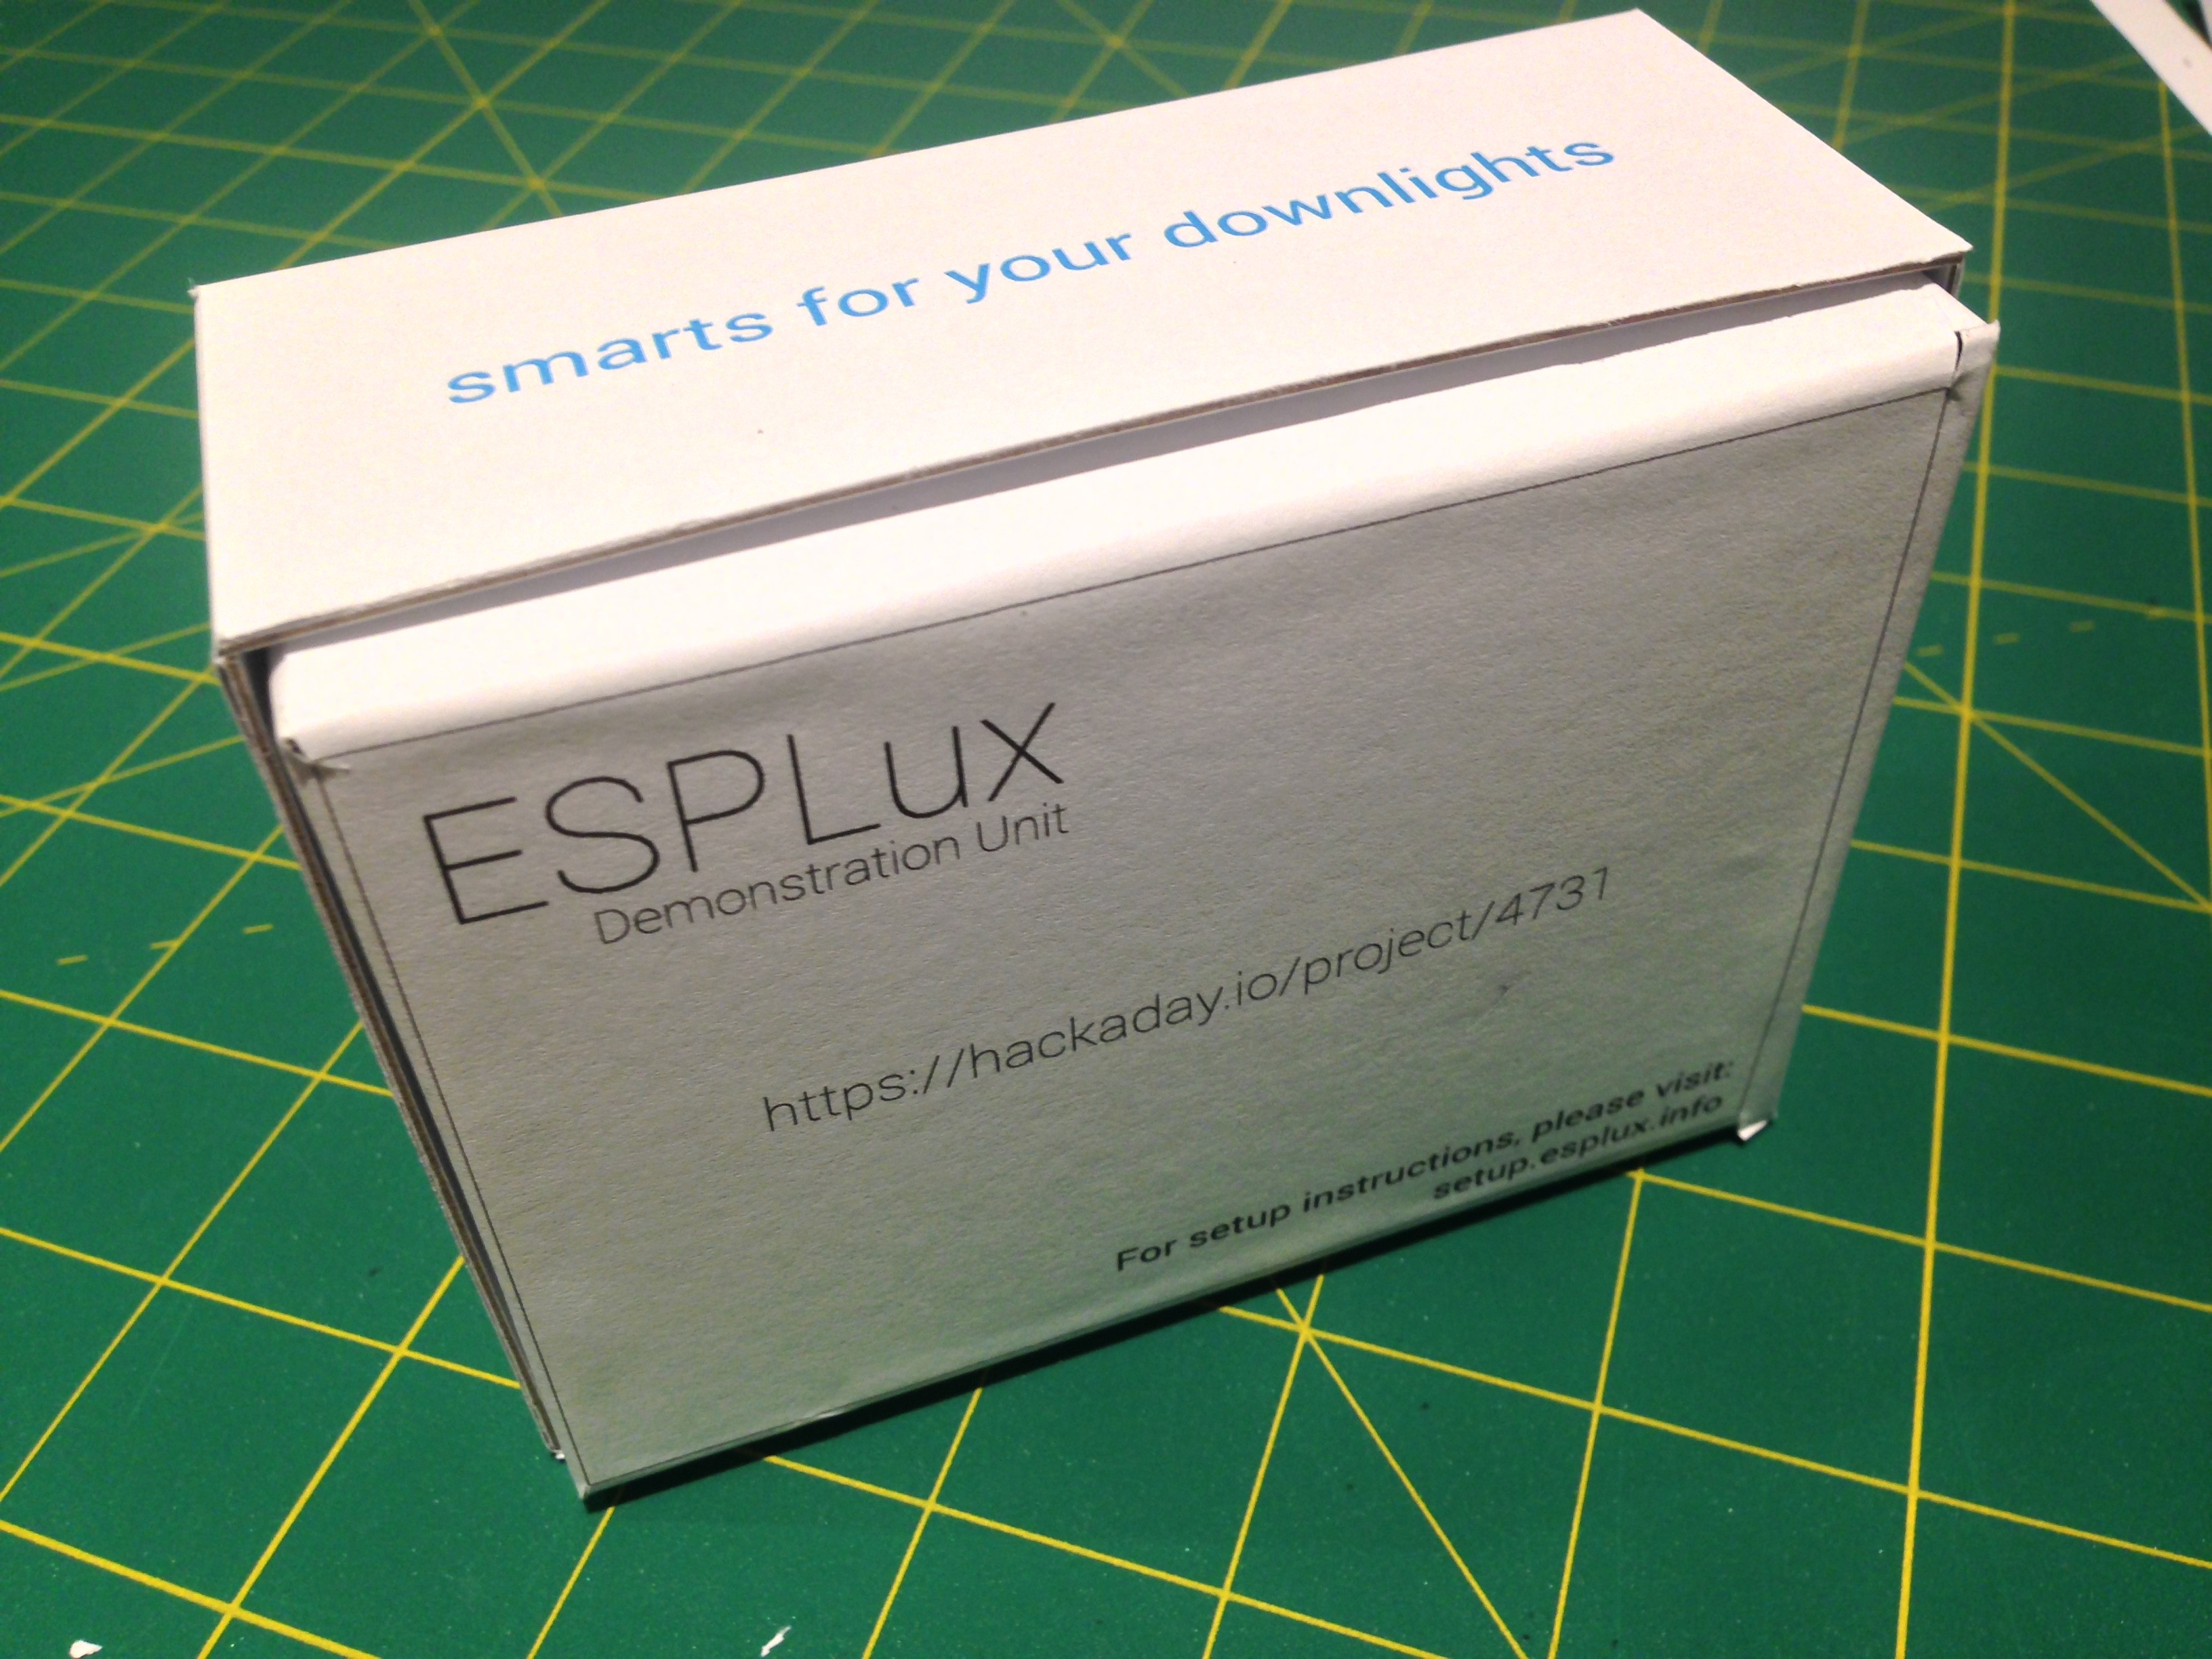 smarts for your downlights
ESPLux
Demonstration Unit
https://hackaday.io/project/4731
For setup instructions, please visit:
setup.esplux.info